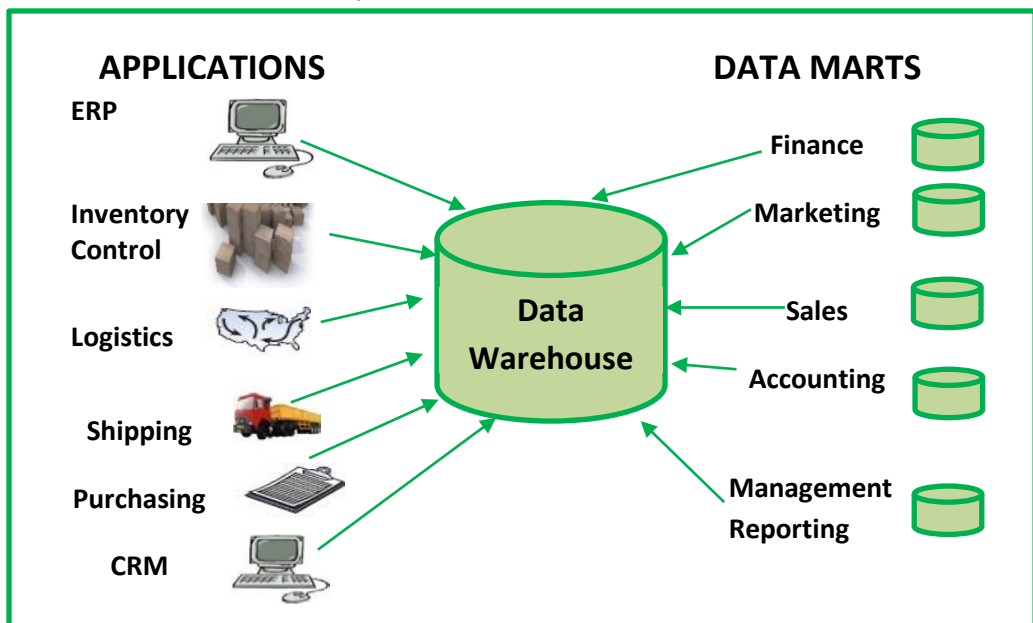 APPLICATIONS
DATA MARTS
ERP
Inventory
Control
Logistics
Shipping
Purchasing
CRM
Data
Warehouse
Finance
Marketing
Sales
Accounting
Management
Reporting